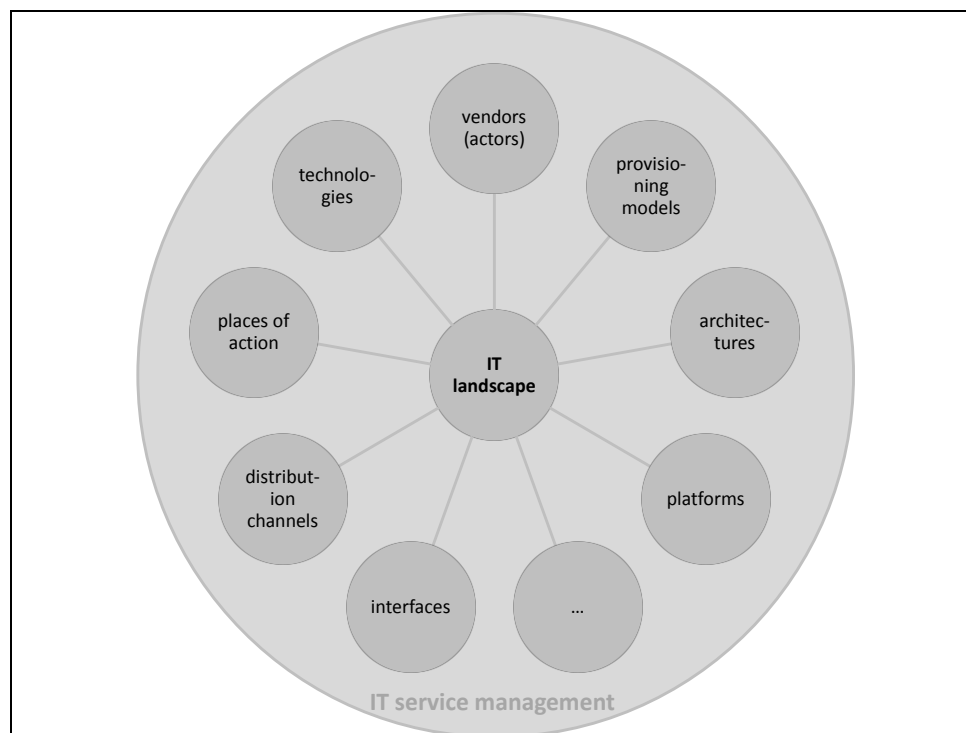 vendors
(actors)
provisio-
ning
models
technolo-
gies
architec-
tures
places of
action
IT
landscape
platforms
distribut-
ion
channels
interfaces
...
IT service management